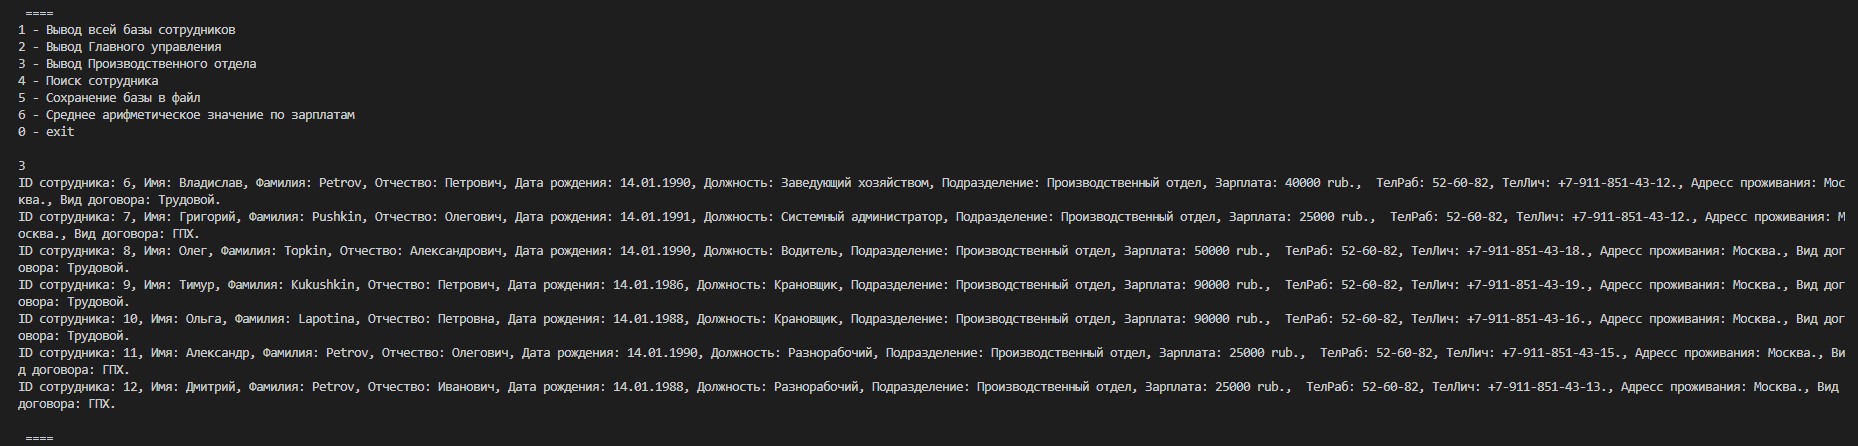 ====
1 - Вывод всей базы сотрудников
2 - Вывод Главного управления
3 - Вывод Производственного отдела
4 - Поиск сотрудника
5 - Сохранение базы в файл
6 - Среднее арифметическое значение по зарплатам
0 - exit
3
ID сотрудника: 6, Имя: Владислав, Фамилия: Petrov, Отчество: Петрович, Дата рождения: 14.01.1990, Должность: Заведующий хозяйством, Подразделение: Производственный отдел, Зарплата: 40000 rub.,  ТелРаб: 52-60-82, ТелЛич: +7-911-851-43-12., Адресс проживания: Мос
ква., Вид договора: Трудовой.
ID сотрудника: 7, Имя: Григорий, Фамилия: Pushkin, Отчество: Олегович, Дата рождения: 14.01.1991, Должность: Системный администратор, Подразделение: Производственный отдел, Зарплата: 25000 rub.,  ТелРаб: 52-60-82, ТелЛич: +7-911-851-43-12., Адресс проживания: М
осква., Вид договора: ГПХ.
ID сотрудника: 8, Имя: Олег, Фамилия: Topkin, Отчество: Александрович, Дата рождения: 14.01.1990, Должность: Водитель, Подразделение: Производственный отдел, Зарплата: 50000 rub.,  ТелРаб: 52-60-82, ТелЛич: +7-911-851-43-18., Адресс проживания: Москва., Вид дог
овора: Трудовой.
ID сотрудника: 9, Имя: Тимур, Фамилия: Kukushkin, Отчество: Петрович, Дата рождения: 14.01.1986, Должность: Крановщик, Подразделение: Производственный отдел, Зарплата: 90000 rub.,  ТелРаб: 52-60-82, ТелЛич: +7-911-851-43-19., Адресс проживания: Москва., Вид дог
овора: Трудовой.
ID сотрудника: 10, Имя: Ольга, Фамилия: Lapotina, Отчество: Петровна, Дата рождения: 14.01.1988, Должность: Крановщик, Подразделение: Производственный отдел, Зарплата: 90000 rub.,  ТелРаб: 52-60-82, ТелЛич: +7-911-851-43-16., Адресс проживания: Москва., Вид дог
овора: Трудовой.
ID сотрудника: 11, Имя: Александр, Фамилия: Petrov, Отчество: Олегович, Дата рождения: 14.01.1990, Должность: Разнорабочий, Подразделение: Производственный отдел, Зарплата: 25000 rub.,  ТелРаб: 52-60-82, ТелЛич: +7-911-851-43-15., Адресс проживания: Москва., Ви
д договора: ГПХ.
ID сотрудника: 12, Имя: Дмитрий, Фамилия: Petrov, Отчество: Иванович, Дата рождения: 14.01.1988, Должность: Разнорабочий, Подразделение: Производственный отдел, Зарплата: 25000 rub.,  ТелРаб: 52-60-82, ТелЛич: +7-911-851-43-13., Адресс проживания: Москва., Вид
договора: ГПХ.
====